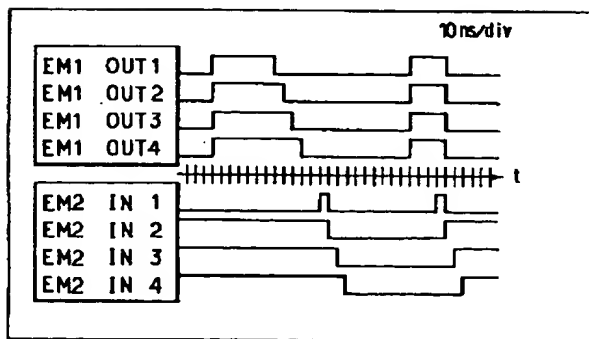 10ns/div
EM1 OUT1
EM1 OUT2
EM1 OUT3
EM1 OUT4
t
EM2 IN 1
EM2 IN 2
EM2 IN 3
EM2 IN 4